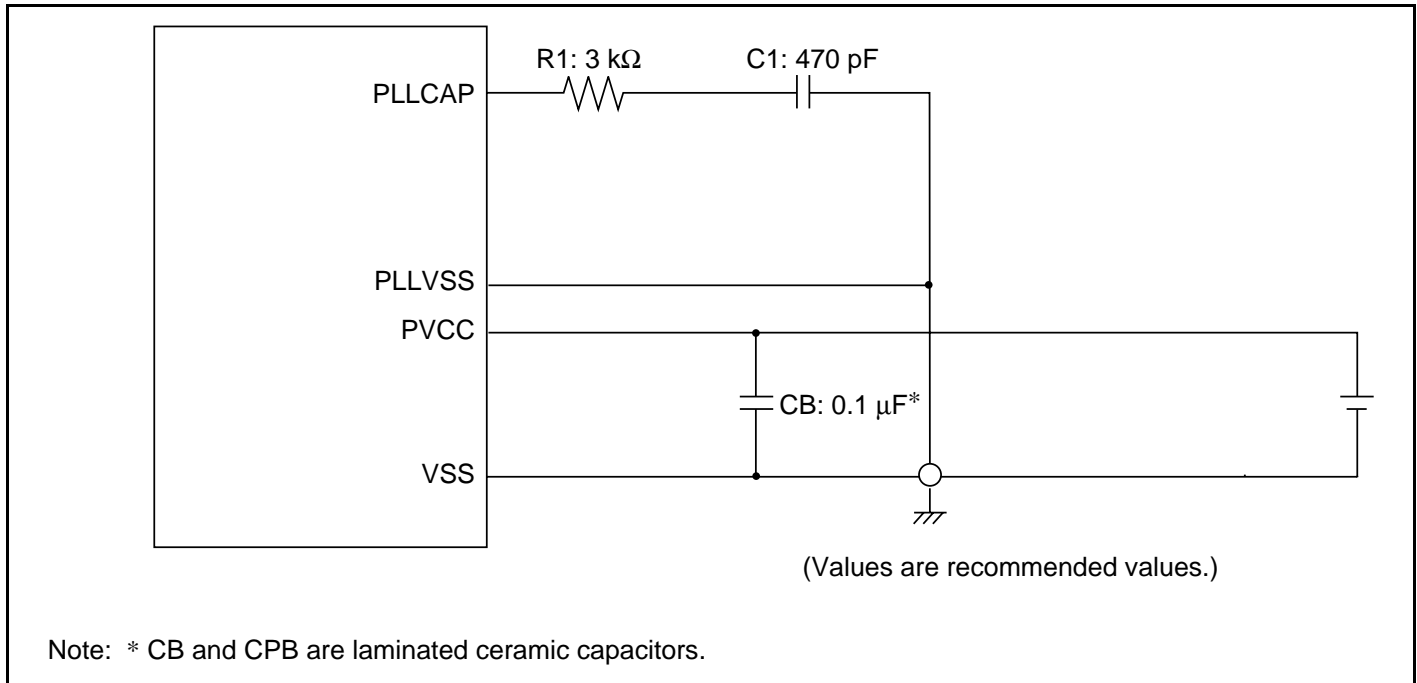 R1: 3 kΩ
C1: 470 pF
PLLCAP
PLLVSS
PVCC
CB: 0.1 μF*
VSS
(Values are recommended values.)
Note: * CB and CPB are laminated ceramic capacitors.